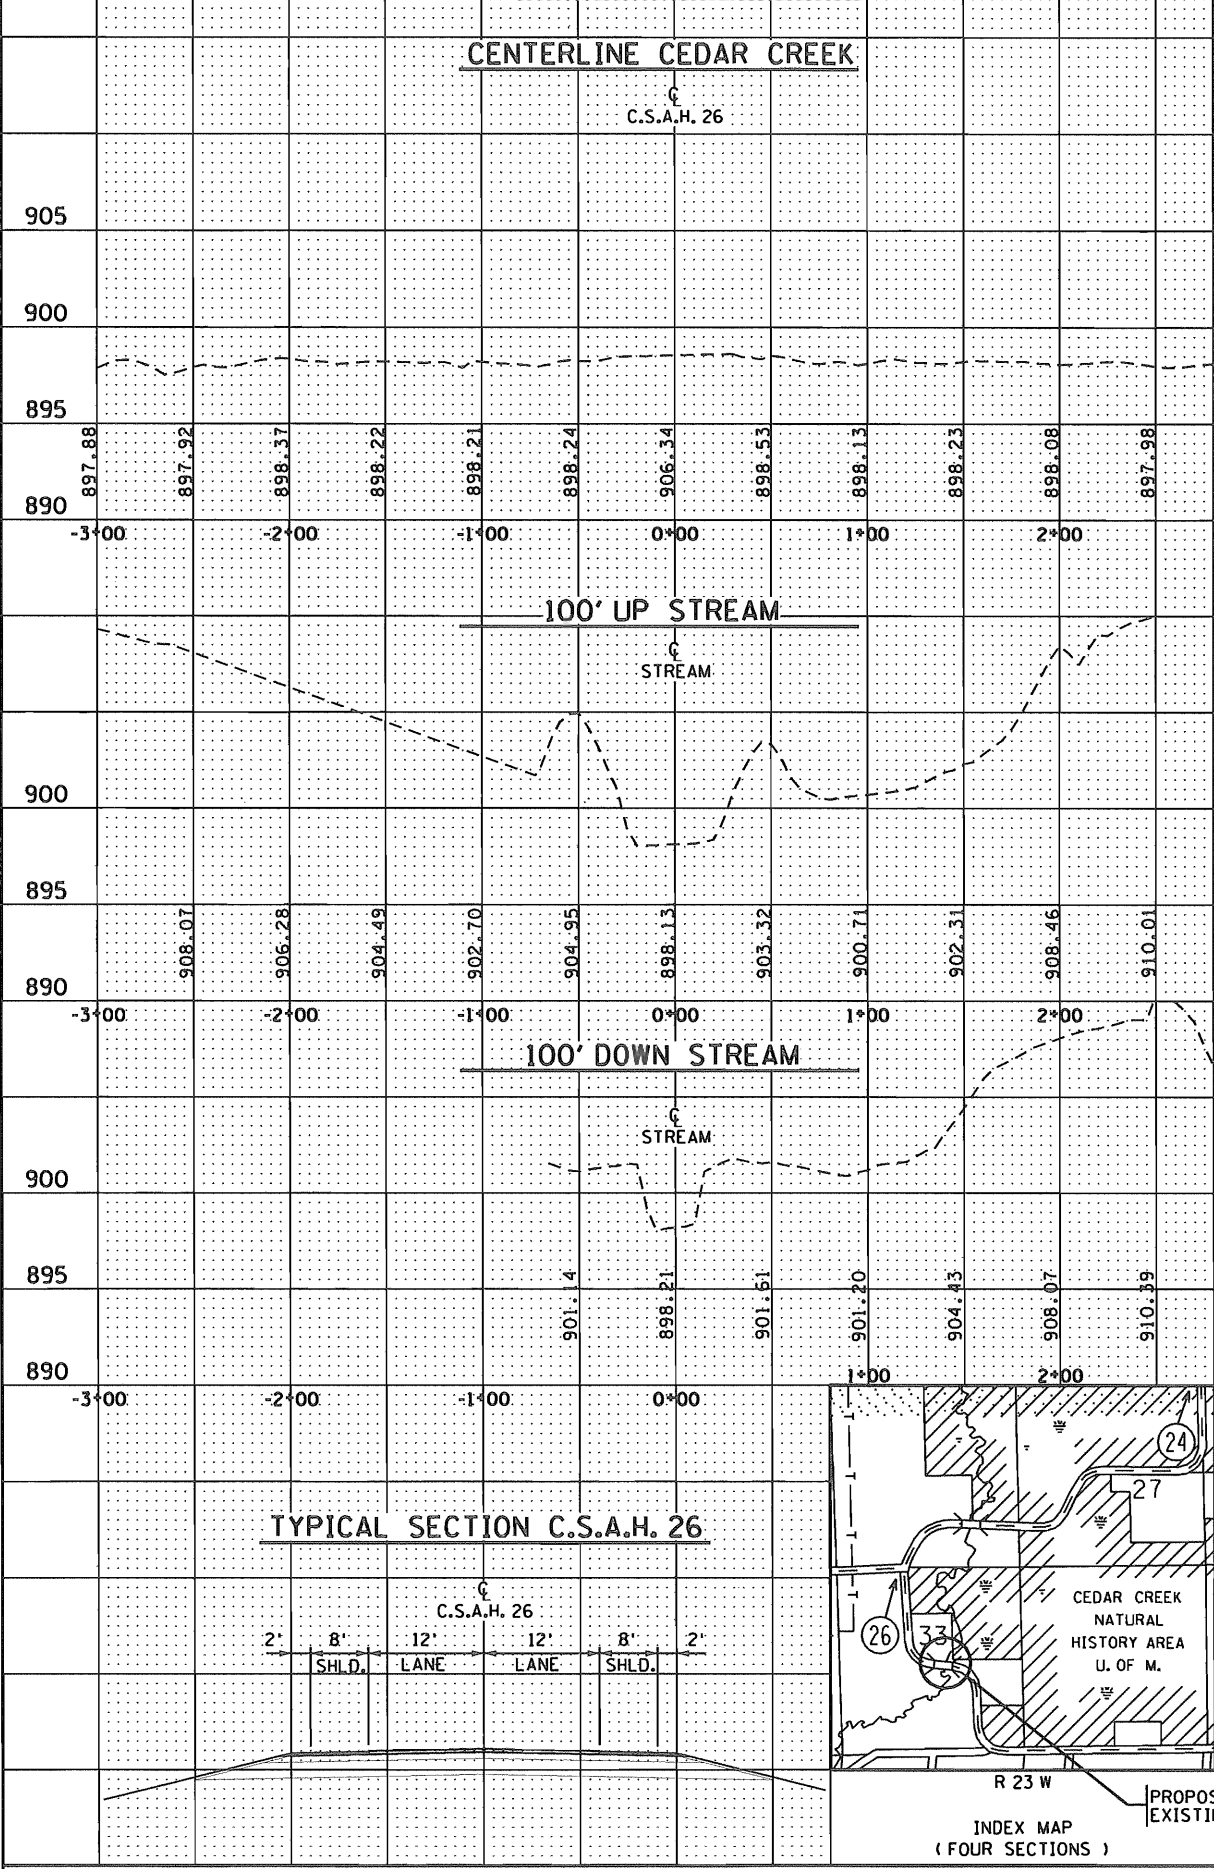 CENTERLINE CEDAR CREEK
℄
C.S.A.H. 26
905
900
895
897.88 897.92 898.37 898.22 898.21 898.24 906.34 898.53 898.13 898.23 898.08 897.98
890
-3+00 -2+00 -1+00 0+00 1+00 2+00
100' UP STREAM
℄
STREAM
900
895
908.07 906.28 904.49 902.70 904.95 898.13 903.32 900.71 902.31 908.46 910.01
890
-3+00 -2+00 -1+00 0+00 1+00 2+00
100' DOWN STREAM
℄
STREAM
900
895
901.14 898.21 901.61 901.20 904.43 908.07 910.39
890
-3+00 -2+00 -1+00 0+00 1+00 2+00
TYPICAL SECTION C.S.A.H. 26
℄
C.S.A.H. 26
2' 8' 12' 12' 8' 2'
SHLD. LANE LANE SHLD.
24
27
T
T
T
T
26
33
CEDAR CREEK
NATURAL
HISTORY AREA
U. OF M.
R 23 W
PROPOS
EXISTI
INDEX MAP
( FOUR SECTIONS )